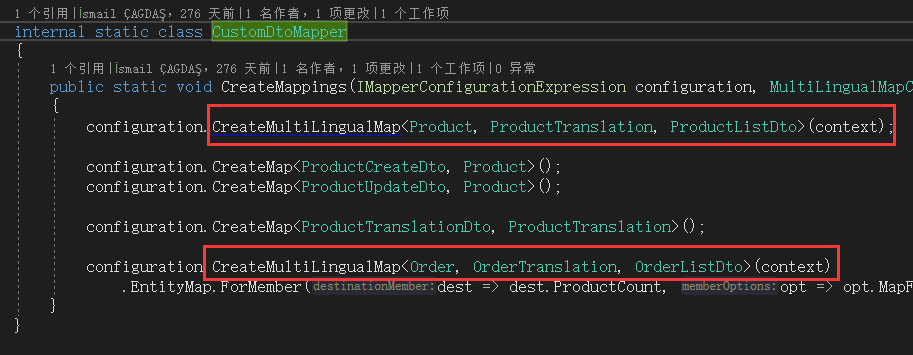 1 个引用|İsmail ÇAGDAŞ，276 天前|1 名作者，1 项更改|1 个工作项
internal static class CustomDtoMapper
{
1 个引用|İsmail ÇAGDAŞ，276 天前|1 名作者，1 项更改|1 个工作项|0 异常
public static void CreateMappings(IMapperConfigurationExpression configuration, MultiLingualMapC
{
configuration.CreateMultiLingualMap<Product, ProductTranslation, ProductListDto>(context);
configuration.CreateMap<ProductCreateDto, Product>();
configuration.CreateMap<ProductUpdateDto, Product>();
configuration.CreateMap<ProductTranslationDto, ProductTranslation>();
configuration.CreateMultiLingualMap<Order, OrderTranslation, OrderListDto>(context)
.EntityMap.ForMember(destinationMember:dest => dest.ProductCount, memberOptions:opt => opt.MapF
}
}